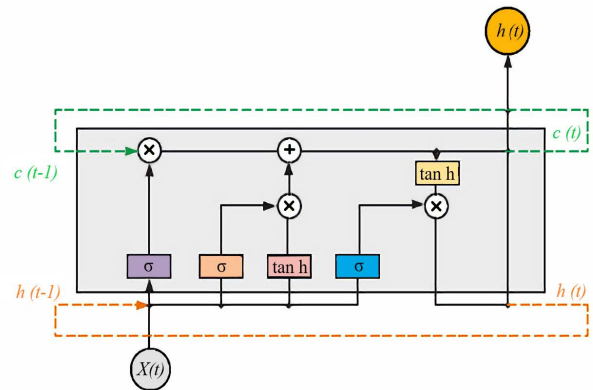 h (t)
c (t)
×
+
c (t-1)
tan h
×
×
σ
σ
tan h
σ
h (t-1)
h (t)
X(t)